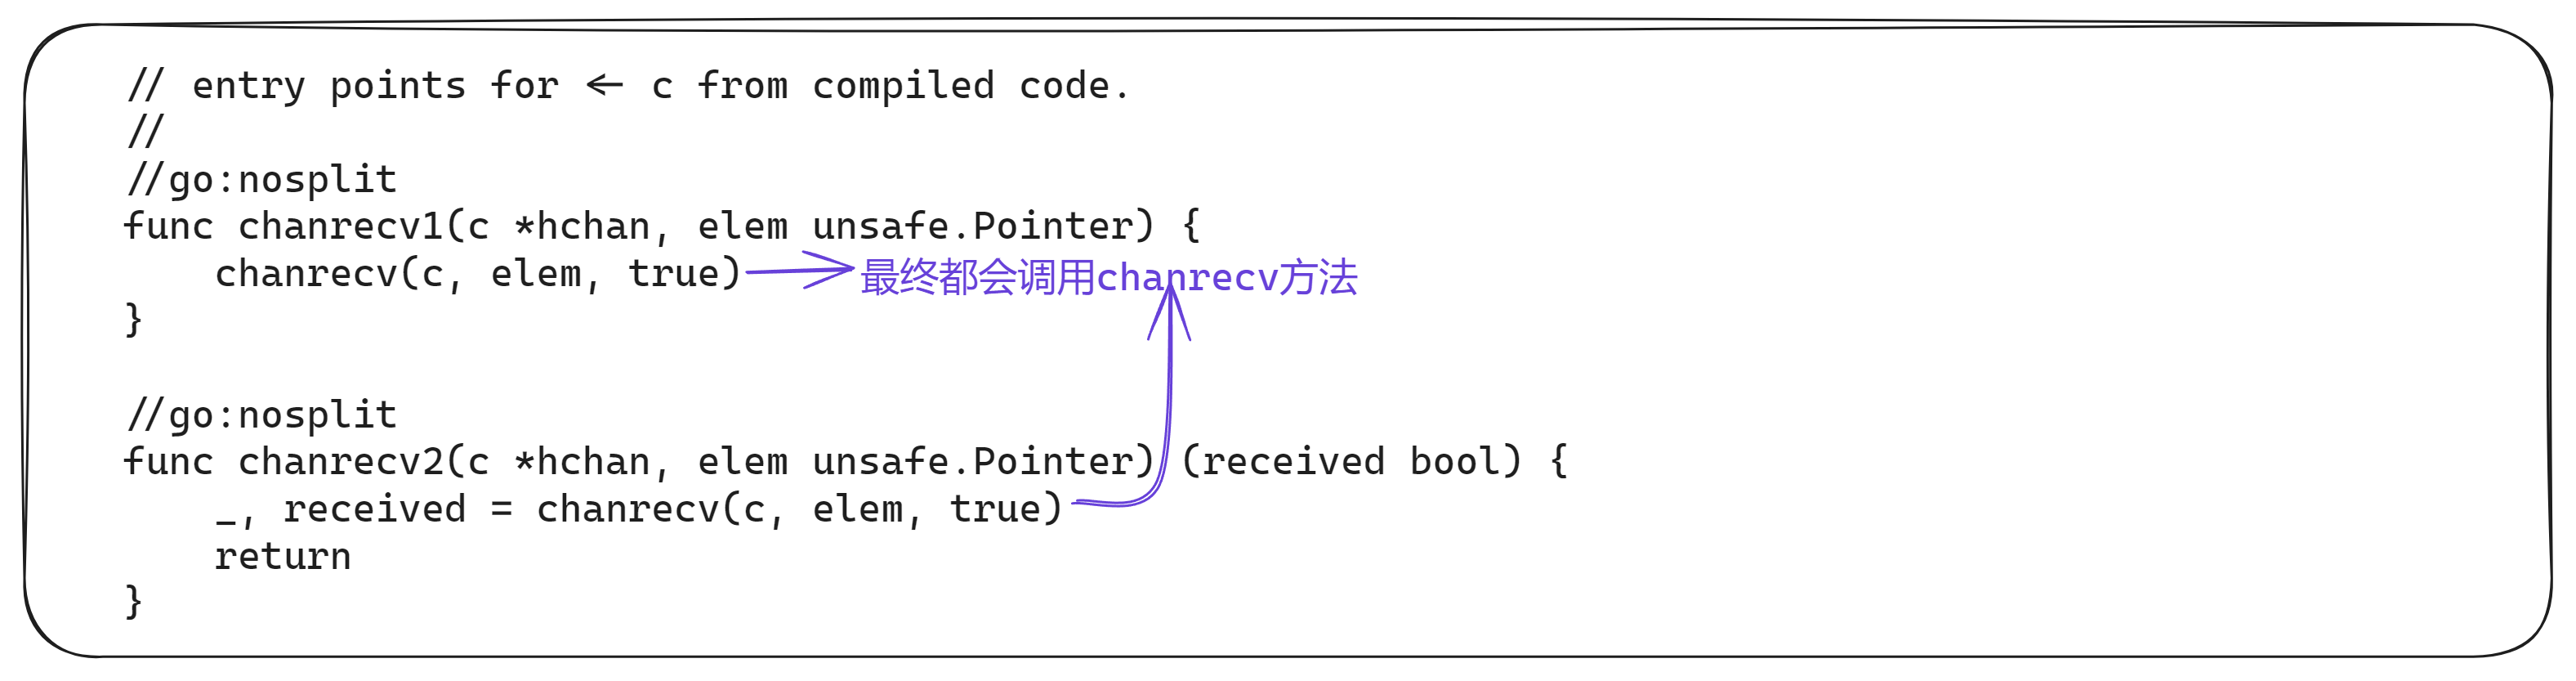 // entry points for <- c from compiled code.
//
//go:nosplit
func chanrecv1(c *hchan, elem unsafe.Pointer) {
    chanrecv(c, elem, true) 最终都会调用chanrecv方法
}

//go:nosplit
func chanrecv2(c *hchan, elem unsafe.Pointer) (received bool) {
    _, received = chanrecv(c, elem, true)
    return
}